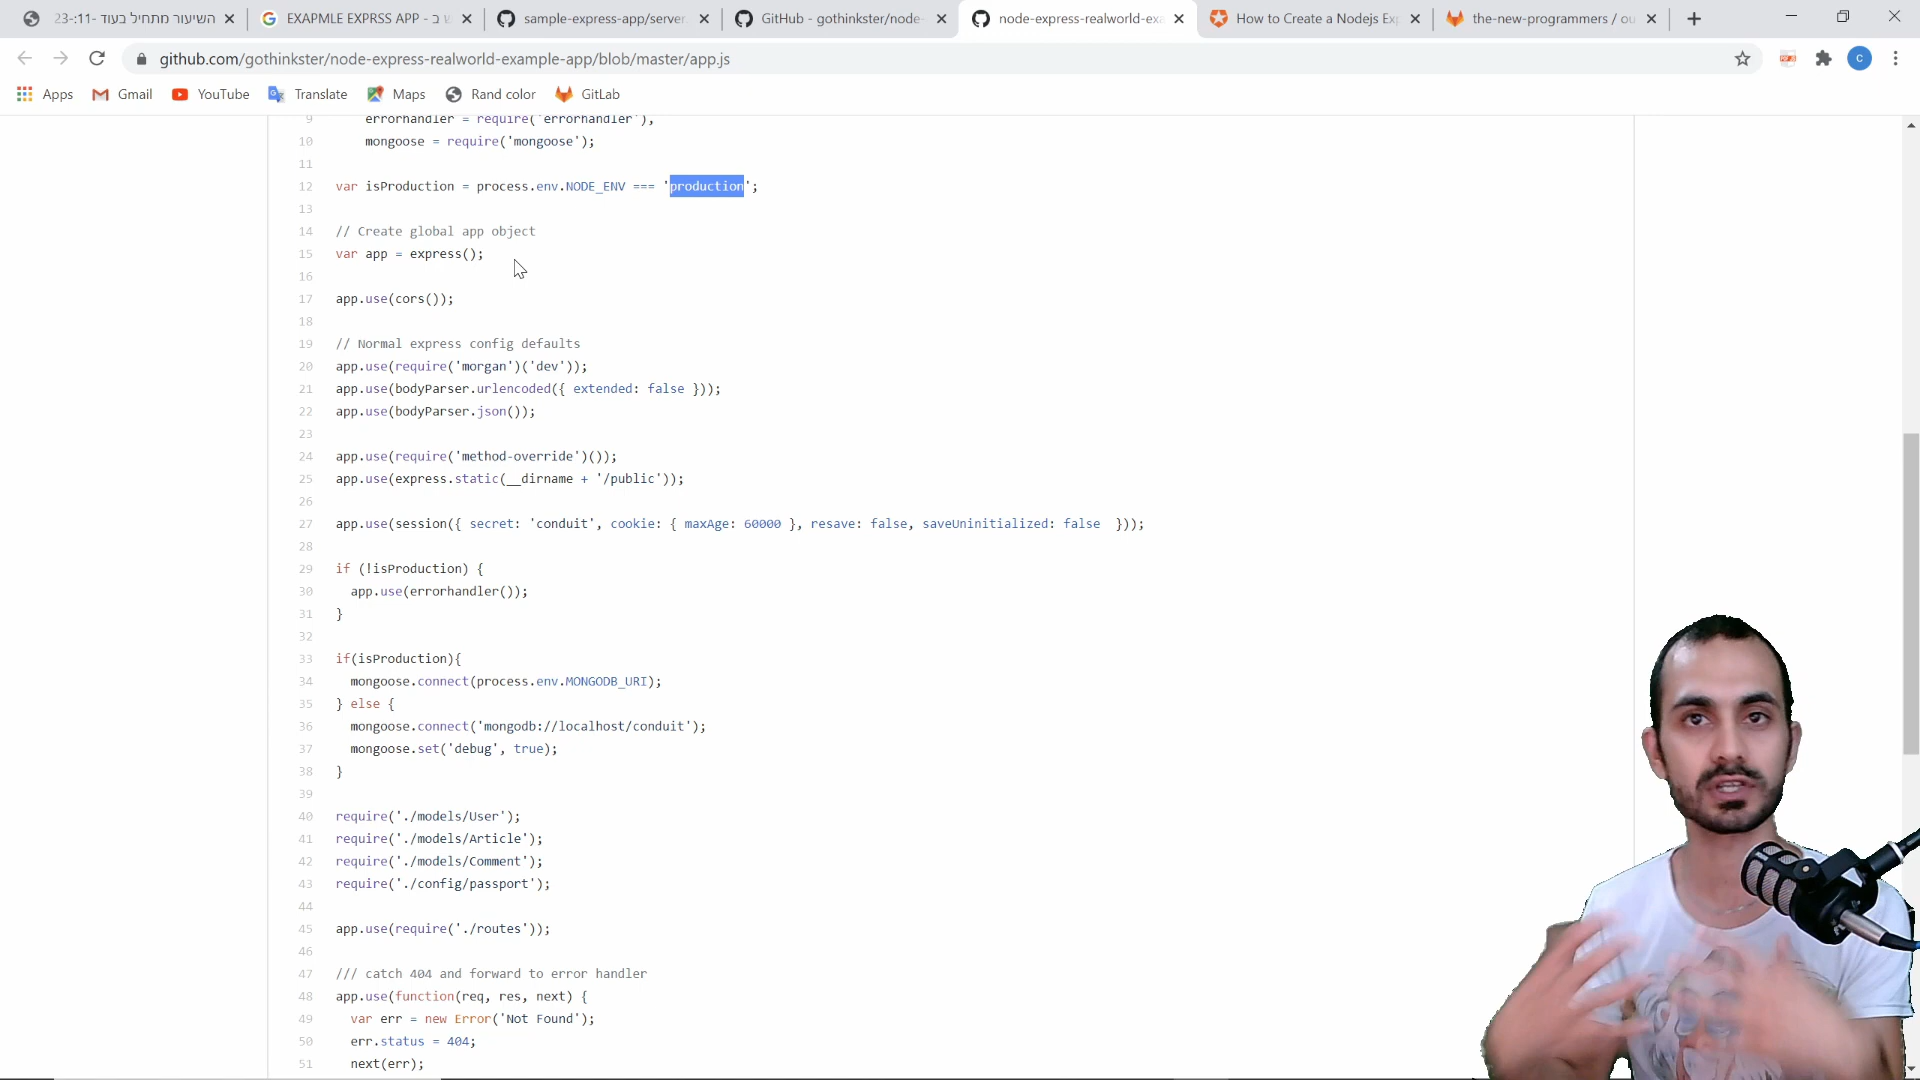 השיעור מתחיל בעוד -11:-23
EXAPMLE EXPRSS APP - ב
sample-express-app/server.
GitHub - gothinkster/node-
node-express-realworld-exa
How to Create a Nodejs Exp
the-new-programmers / ou
github.com/gothinkster/node-express-realworld-example-app/blob/master/app.js
C
Apps
Gmail
YouTube
Translate
Maps
Rand color
GitLab
9 errorhandler = require('errorhandler'),
10 mongoose = require('mongoose');
11
12 var isProduction = process.env.NODE_ENV === 'production';
13
14 // Create global app object
15 var app = express();
16
17 app.use(cors());
18
19 // Normal express config defaults
20 app.use(require('morgan')('dev'));
21 app.use(bodyParser.urlencoded({ extended: false }));
22 app.use(bodyParser.json());
23
24 app.use(require('method-override')());
25 app.use(express.static(__dirname + '/public'));
26
27 app.use(session({ secret: 'conduit', cookie: { maxAge: 60000 }, resave: false, saveUninitialized: false  }));
28
29 if (!isProduction) {
30 app.use(errorhandler());
31 }
32
33 if(isProduction){
34 mongoose.connect(process.env.MONGODB_URI);
35 } else {
36 mongoose.connect('mongodb://localhost/conduit');
37 mongoose.set('debug', true);
38 }
39
40 require('./models/User');
41 require('./models/Article');
42 require('./models/Comment');
43 require('./config/passport');
44
45 app.use(require('./routes'));
46
47 /// catch 404 and forward to error handler
48 app.use(function(req, res, next) {
49 var err = new Error('Not Found');
50 err.status = 404;
51 next(err);